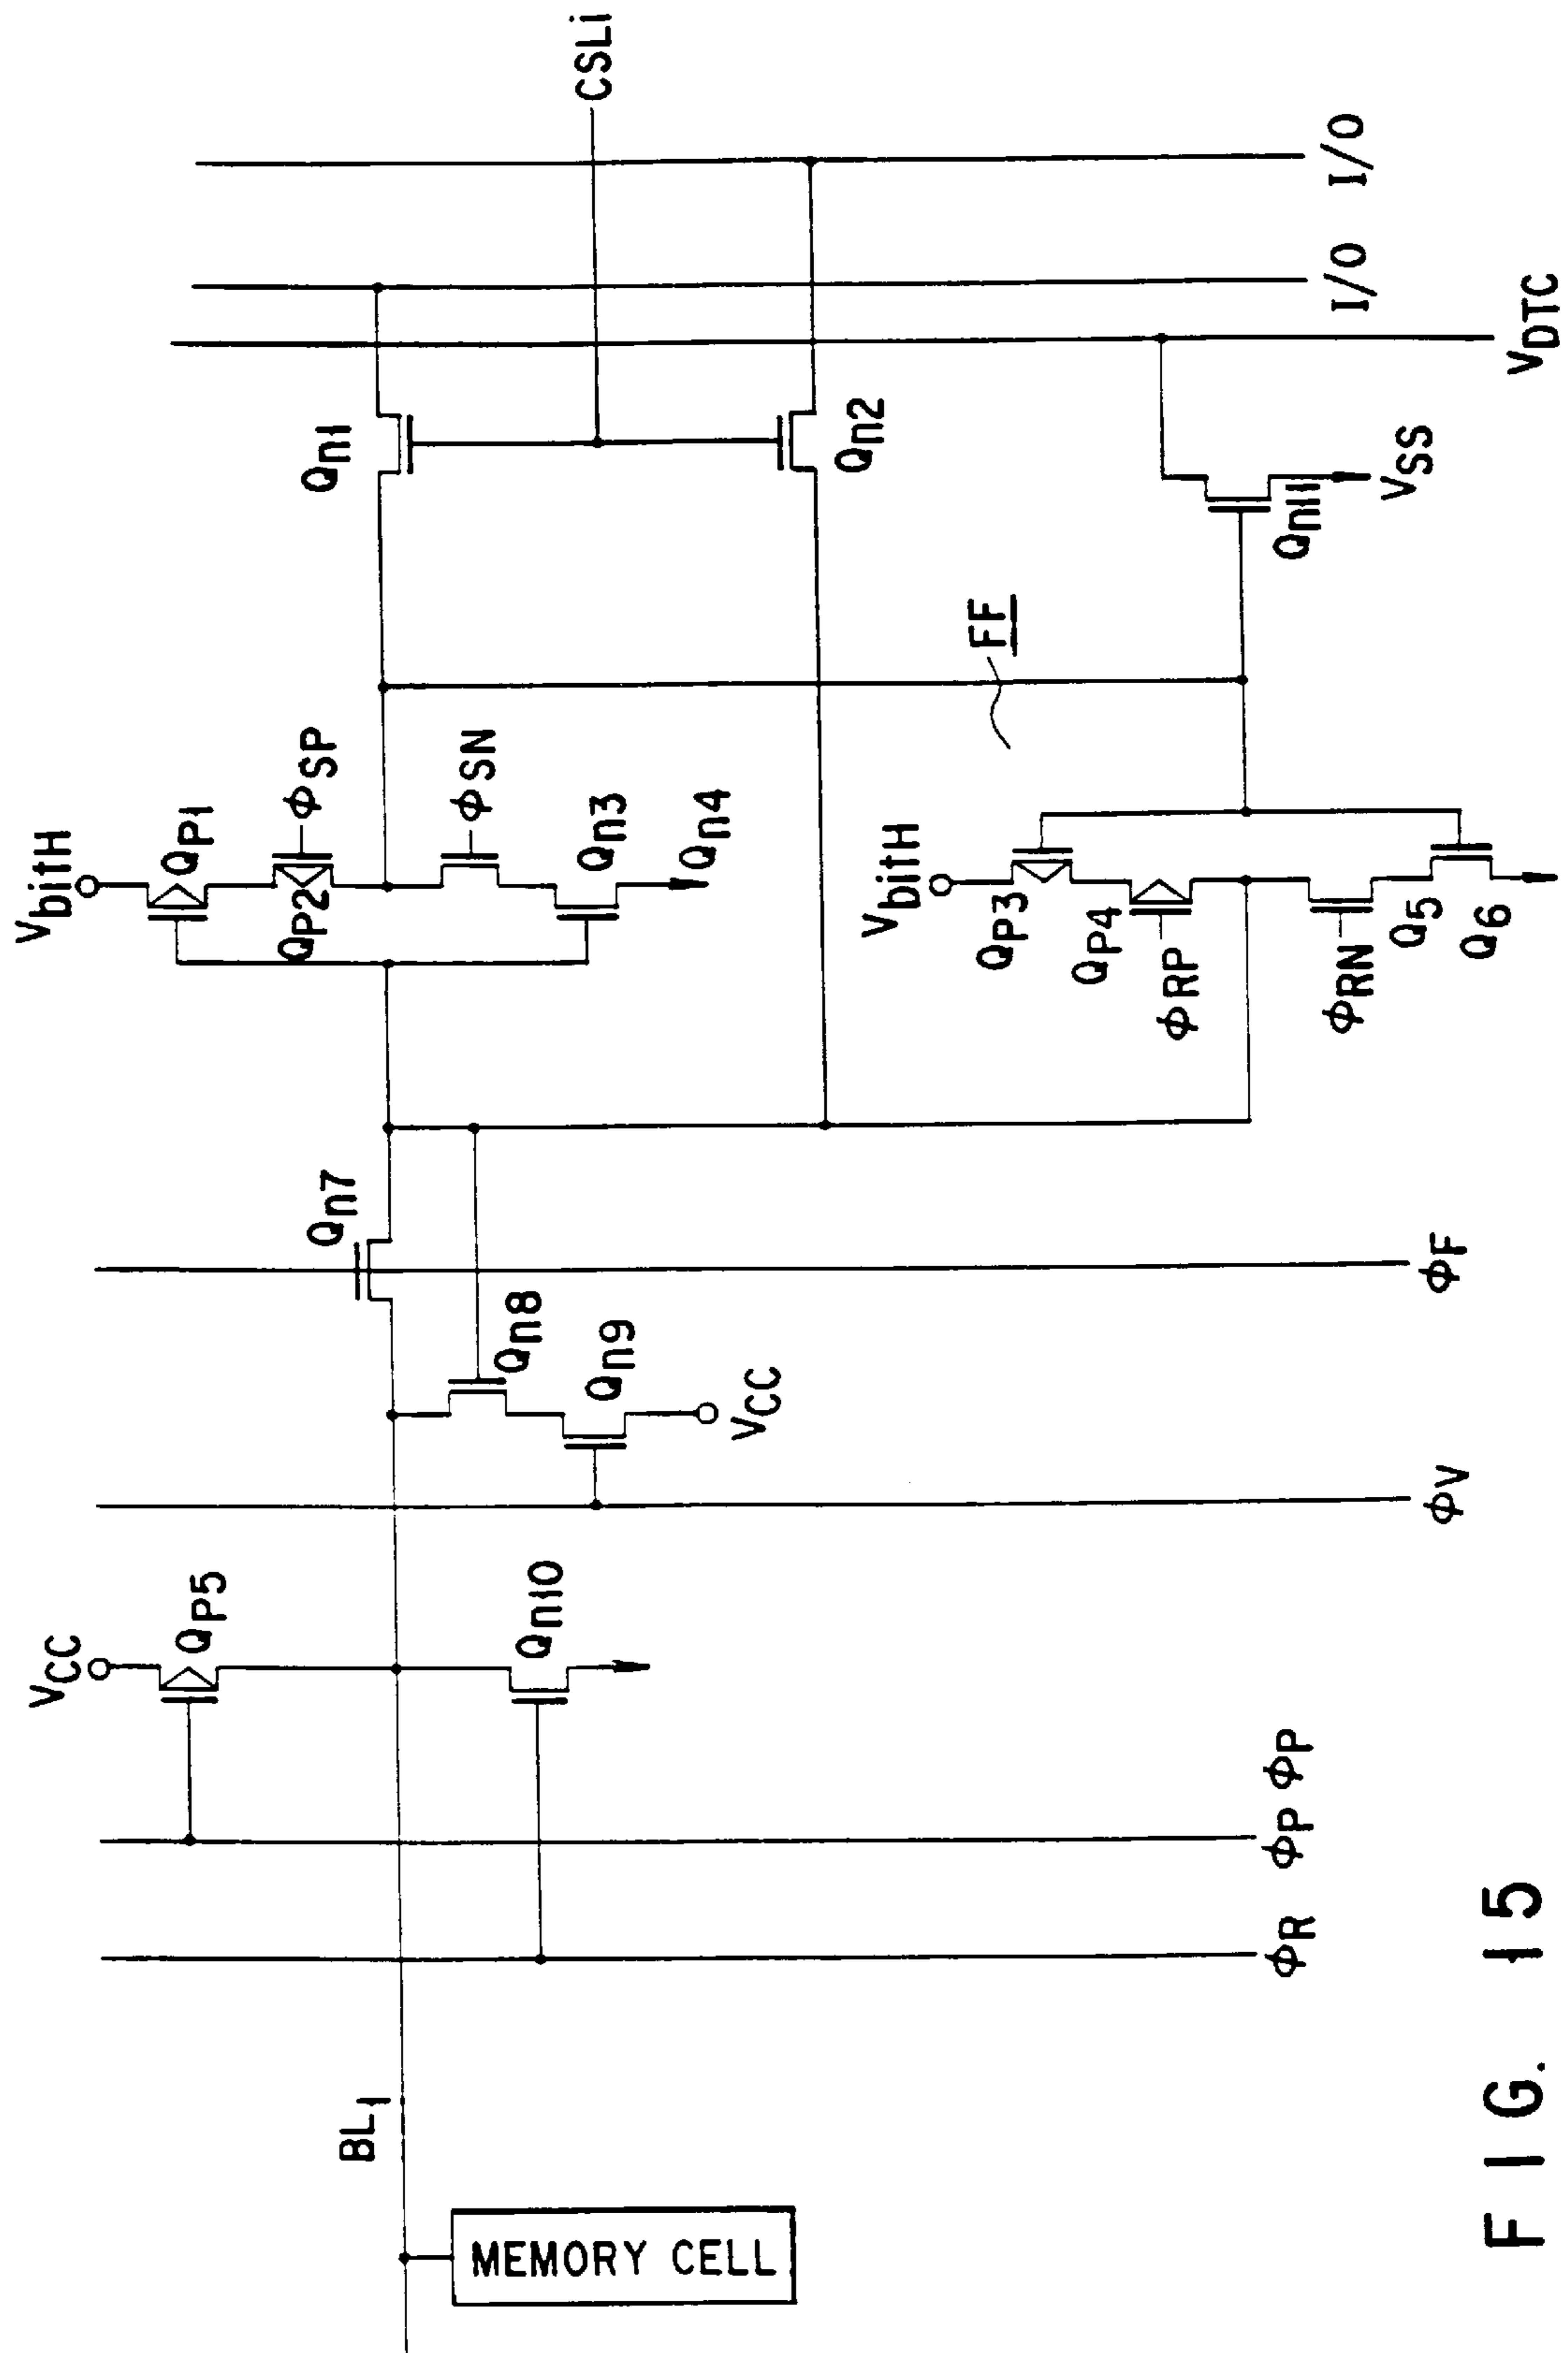 MEMORY CELL
BL1
VCC
QP5
Qn10
φR
φP
φP
φV
Qn8
Qn9
VCC
Qn7
φF
VbitH
QP1
QP2
φSP
φSN
Qn3
Qn4
VbitH
QP3
QP4
φRP
φRN
Q5
Q6
FF
Qn1
Qn2
Qn11
VSS
CSLi
VDTC
I/O
I/O
FIG. 15